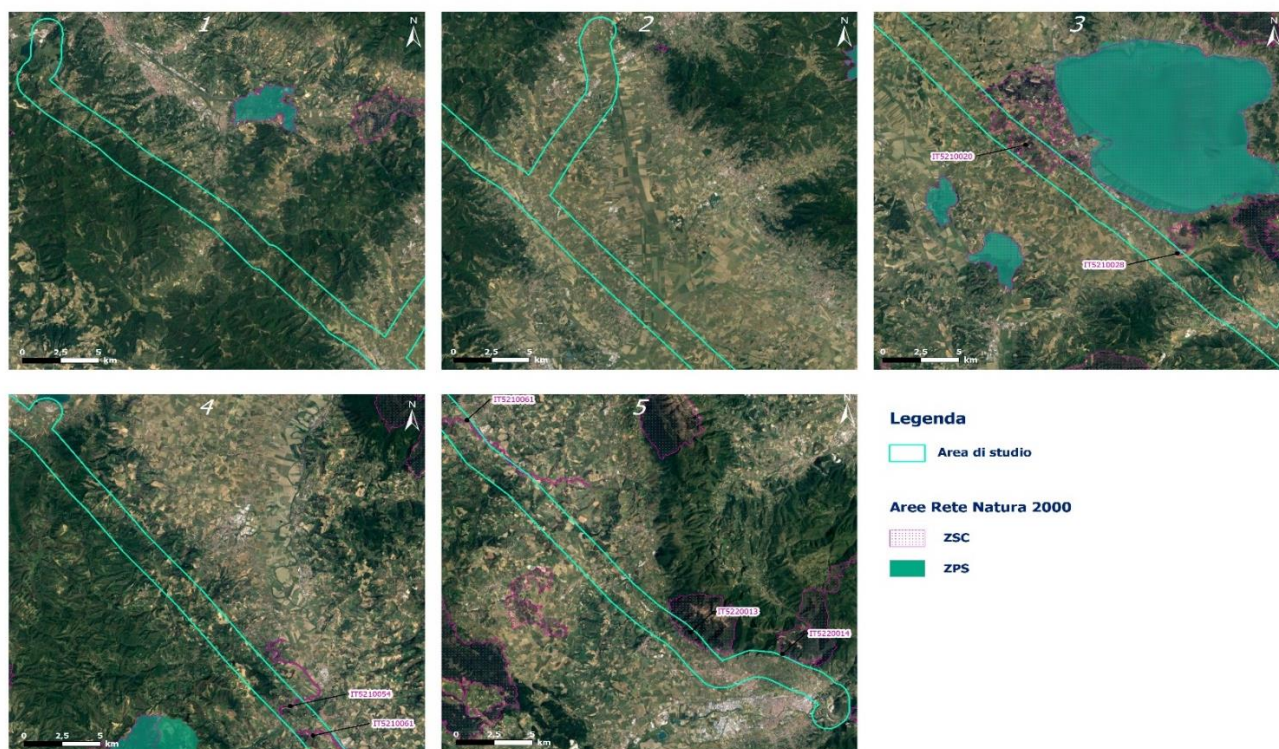 1
N
0 2,5 5
km
2
N
0 2,5 5
km
3
N
IT5210020
IT5210028
0 2,5 5
km
4
N
IT5210054
IT5210061
0 2,5 5
km
5
N
IT5210061
IT5220013
IT5220014
0 2,5 5
km
Legenda
Area di studio
Aree Rete Natura 2000
ZSC
ZPS